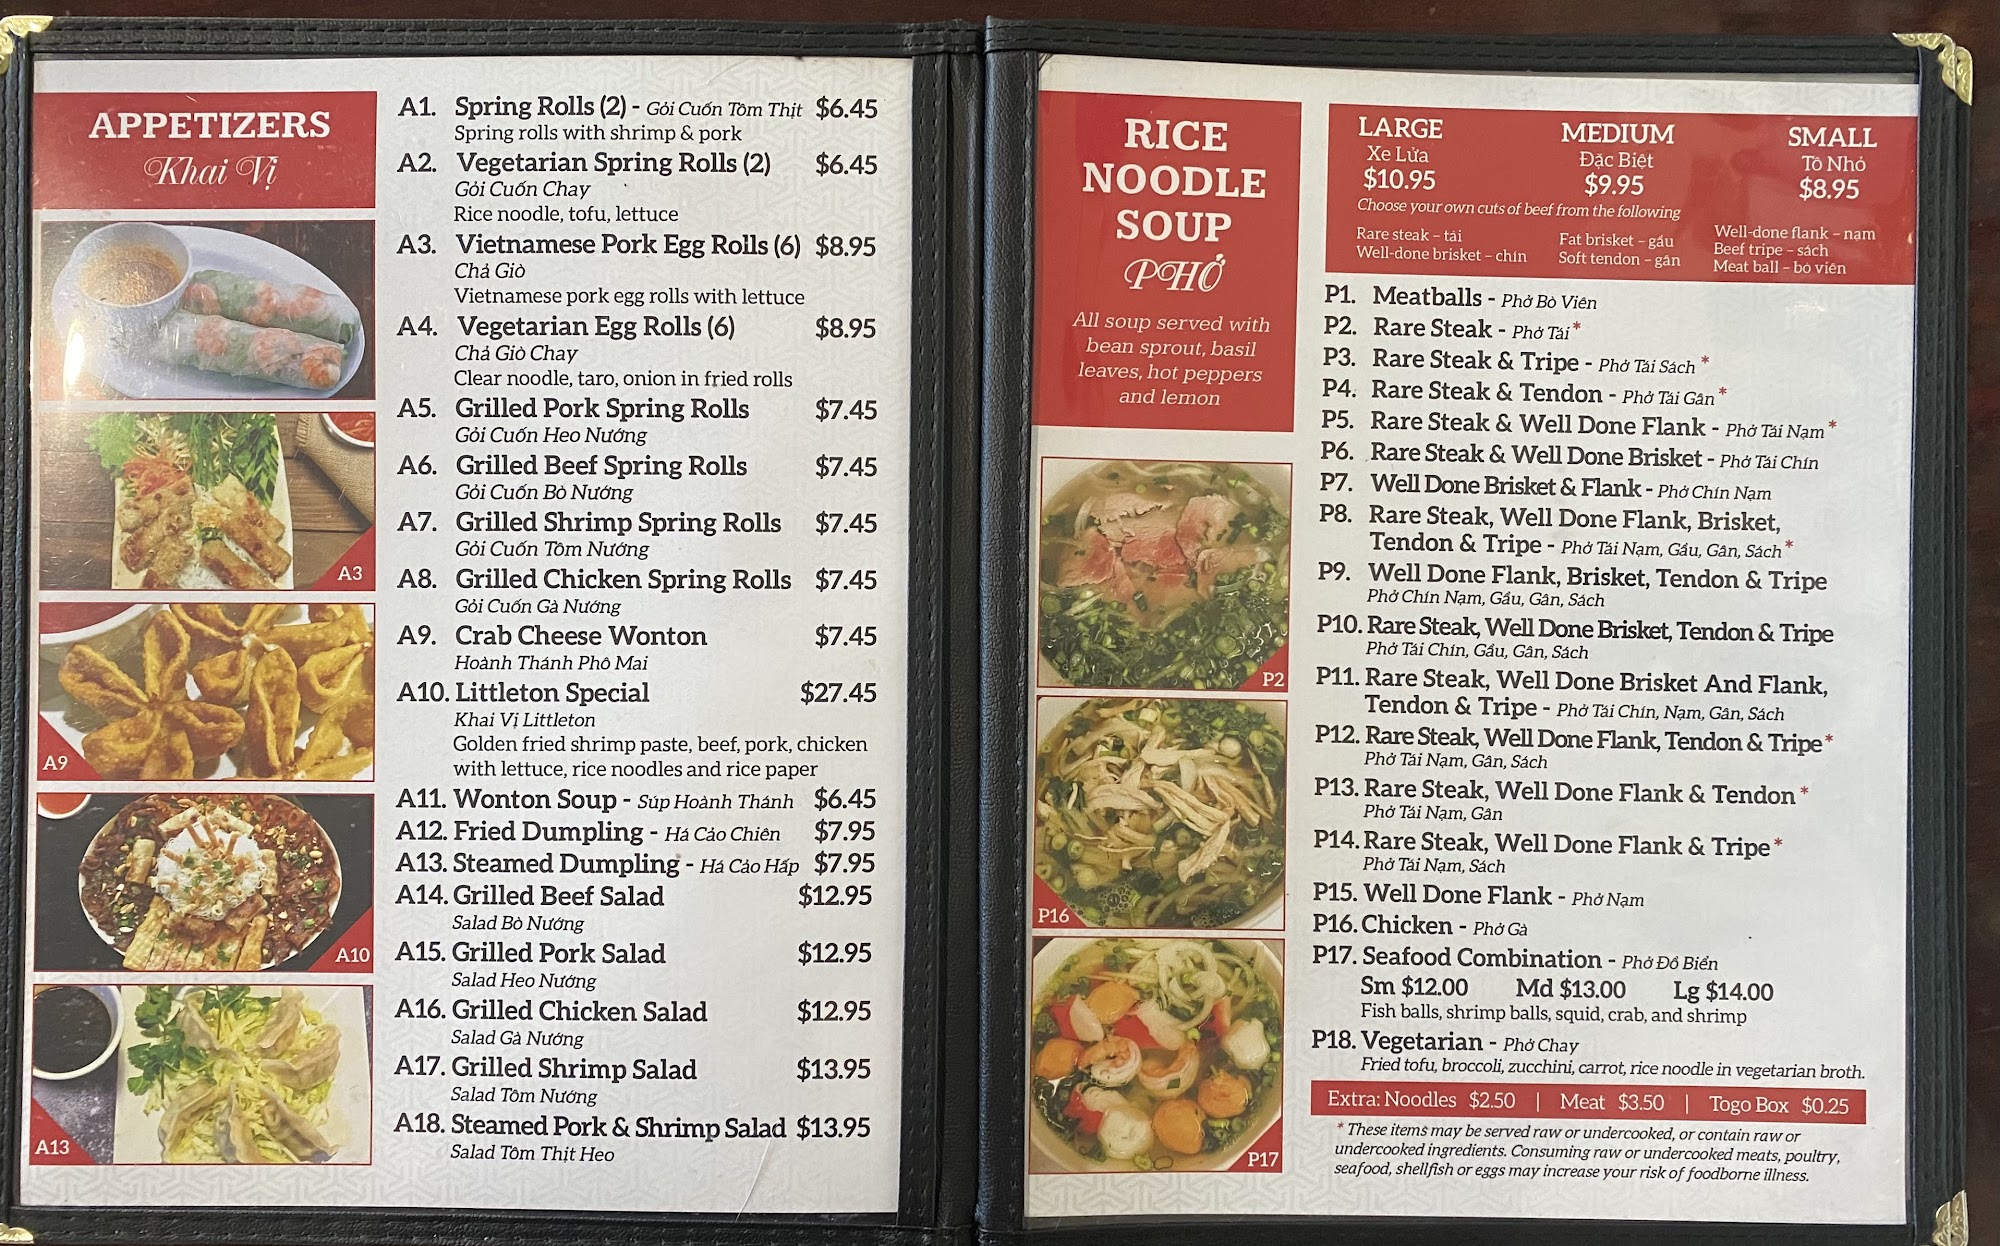 APPETIZERS
Khai Vị
A3
A9
A10
A13
A1. Spring Rolls (2) - Gỏi Cuốn Tôm Thịt $6.45
Spring rolls with shrimp & pork
A2. Vegetarian Spring Rolls (2) $6.45
Gỏi Cuốn Chay
Rice noodle, tofu, lettuce
A3. Vietnamese Pork Egg Rolls (6) $8.95
Chả Giò
Vietnamese pork egg rolls with lettuce
A4. Vegetarian Egg Rolls (6) $8.95
Chả Giò Chay
Clear noodle, taro, onion in fried rolls
A5. Grilled Pork Spring Rolls $7.45
Gỏi Cuốn Heo Nướng
A6. Grilled Beef Spring Rolls $7.45
Gỏi Cuốn Bò Nướng
A7. Grilled Shrimp Spring Rolls $7.45
Gỏi Cuốn Tôm Nướng
A8. Grilled Chicken Spring Rolls $7.45
Gỏi Cuốn Gà Nướng
A9. Crab Cheese Wonton $7.45
Hoành Thánh Phô Mai
A10. Littleton Special $27.45
Khai Vị Littleton
Golden fried shrimp paste, beef, pork, chicken
with lettuce, rice noodles and rice paper
A11. Wonton Soup - Súp Hoành Thánh $6.45
A12. Fried Dumpling - Há Cảo Chiên $7.95
A13. Steamed Dumpling - Há Cảo Hấp $7.95
A14. Grilled Beef Salad $12.95
Salad Bò Nướng
A15. Grilled Pork Salad $12.95
Salad Heo Nướng
A16. Grilled Chicken Salad $12.95
Salad Gà Nướng
A17. Grilled Shrimp Salad $13.95
Salad Tôm Nướng
A18. Steamed Pork & Shrimp Salad $13.95
Salad Tôm Thịt Heo
RICE
NOODLE
SOUP
PHỞ
All soup served with
bean sprout, basil
leaves, hot peppers
and lemon
P2
P16
P17
LARGE MEDIUM SMALL
Xe Lửa Đặc Biệt Tô Nhỏ
$10.95 $9.95 $8.95
Choose your own cuts of beef from the following
Rare steak – tái Fat brisket – gầu Well-done flank – nạm
Well-done brisket – chín Soft tendon – gân Beef tripe – sách
Meat ball – bò viên
P1. Meatballs - Phở Bò Viên
P2. Rare Steak - Phở Tái*
P3. Rare Steak & Tripe - Phở Tái Sách*
P4. Rare Steak & Tendon - Phở Tái Gân*
P5. Rare Steak & Well Done Flank - Phở Tái Nạm*
P6. Rare Steak & Well Done Brisket - Phở Tái Chín
P7. Well Done Brisket & Flank - Phở Chín Nạm
P8. Rare Steak, Well Done Flank, Brisket,
Tendon & Tripe - Phở Tái Nạm, Gầu, Gân, Sách*
P9. Well Done Flank, Brisket, Tendon & Tripe
Phở Chín Nạm, Gầu, Gân, Sách
P10. Rare Steak, Well Done Brisket, Tendon & Tripe
Phở Tái Chín, Gầu, Gân, Sách
P11. Rare Steak, Well Done Brisket And Flank,
Tendon & Tripe - Phở Tái Chín, Nạm, Gân, Sách
P12. Rare Steak, Well Done Flank, Tendon & Tripe*
Phở Tái Nạm, Gân, Sách
P13. Rare Steak, Well Done Flank & Tendon*
Phở Tái Nạm, Gân
P14. Rare Steak, Well Done Flank & Tripe*
Phở Tái Nạm, Sách
P15. Well Done Flank - Phở Nạm
P16. Chicken - Phở Gà
P17. Seafood Combination - Phở Đồ Biển
Sm $12.00 Md $13.00 Lg $14.00
Fish balls, shrimp balls, squid, crab, and shrimp
P18. Vegetarian - Phở Chay
Fried tofu, broccoli, zucchini, carrot, rice noodle in vegetarian broth.
Extra: Noodles $2.50 | Meat $3.50 | Togo Box $0.25
* These items may be served raw or undercooked, or contain raw or
undercooked ingredients. Consuming raw or undercooked meats, poultry,
seafood, shellfish or eggs may increase your risk of foodborne illness.